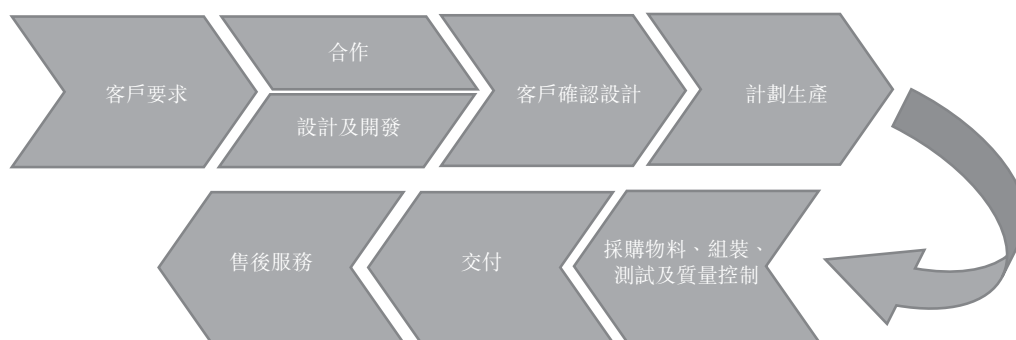 客戶要求
合作
設計及開發
客戶確認設計
計劃生產
採購物料、組裝、
測試及質量控制
交付
售後服務